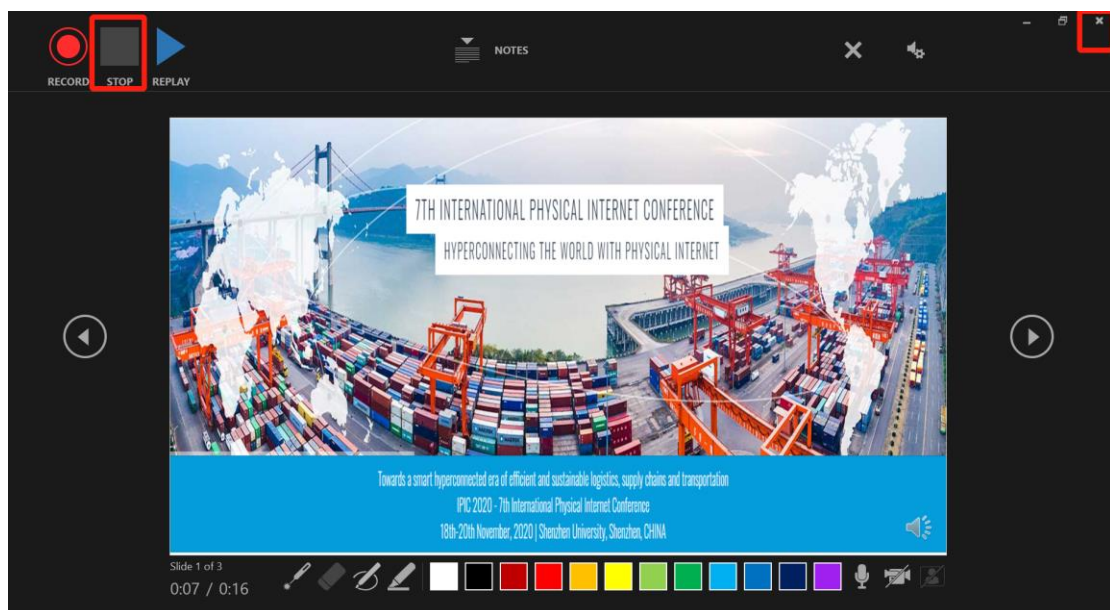 RECORD STOP REPLAY
NOTES
7TH INTERNATIONAL PHYSICAL INTERNET CONFERENCE
HYPERCONNECTING THE WORLD WITH PHYSICAL INTERNET
Towards a smart hyperconnected era of efficient and sustainable logistics, supply chains and transportation
IPIC 2020 - 7th International Physical Internet Conference
18th-20th November, 2020 | Shenzhen University, Shenzhen, CHINA
Slide 1 of 3
0:07 / 0:16